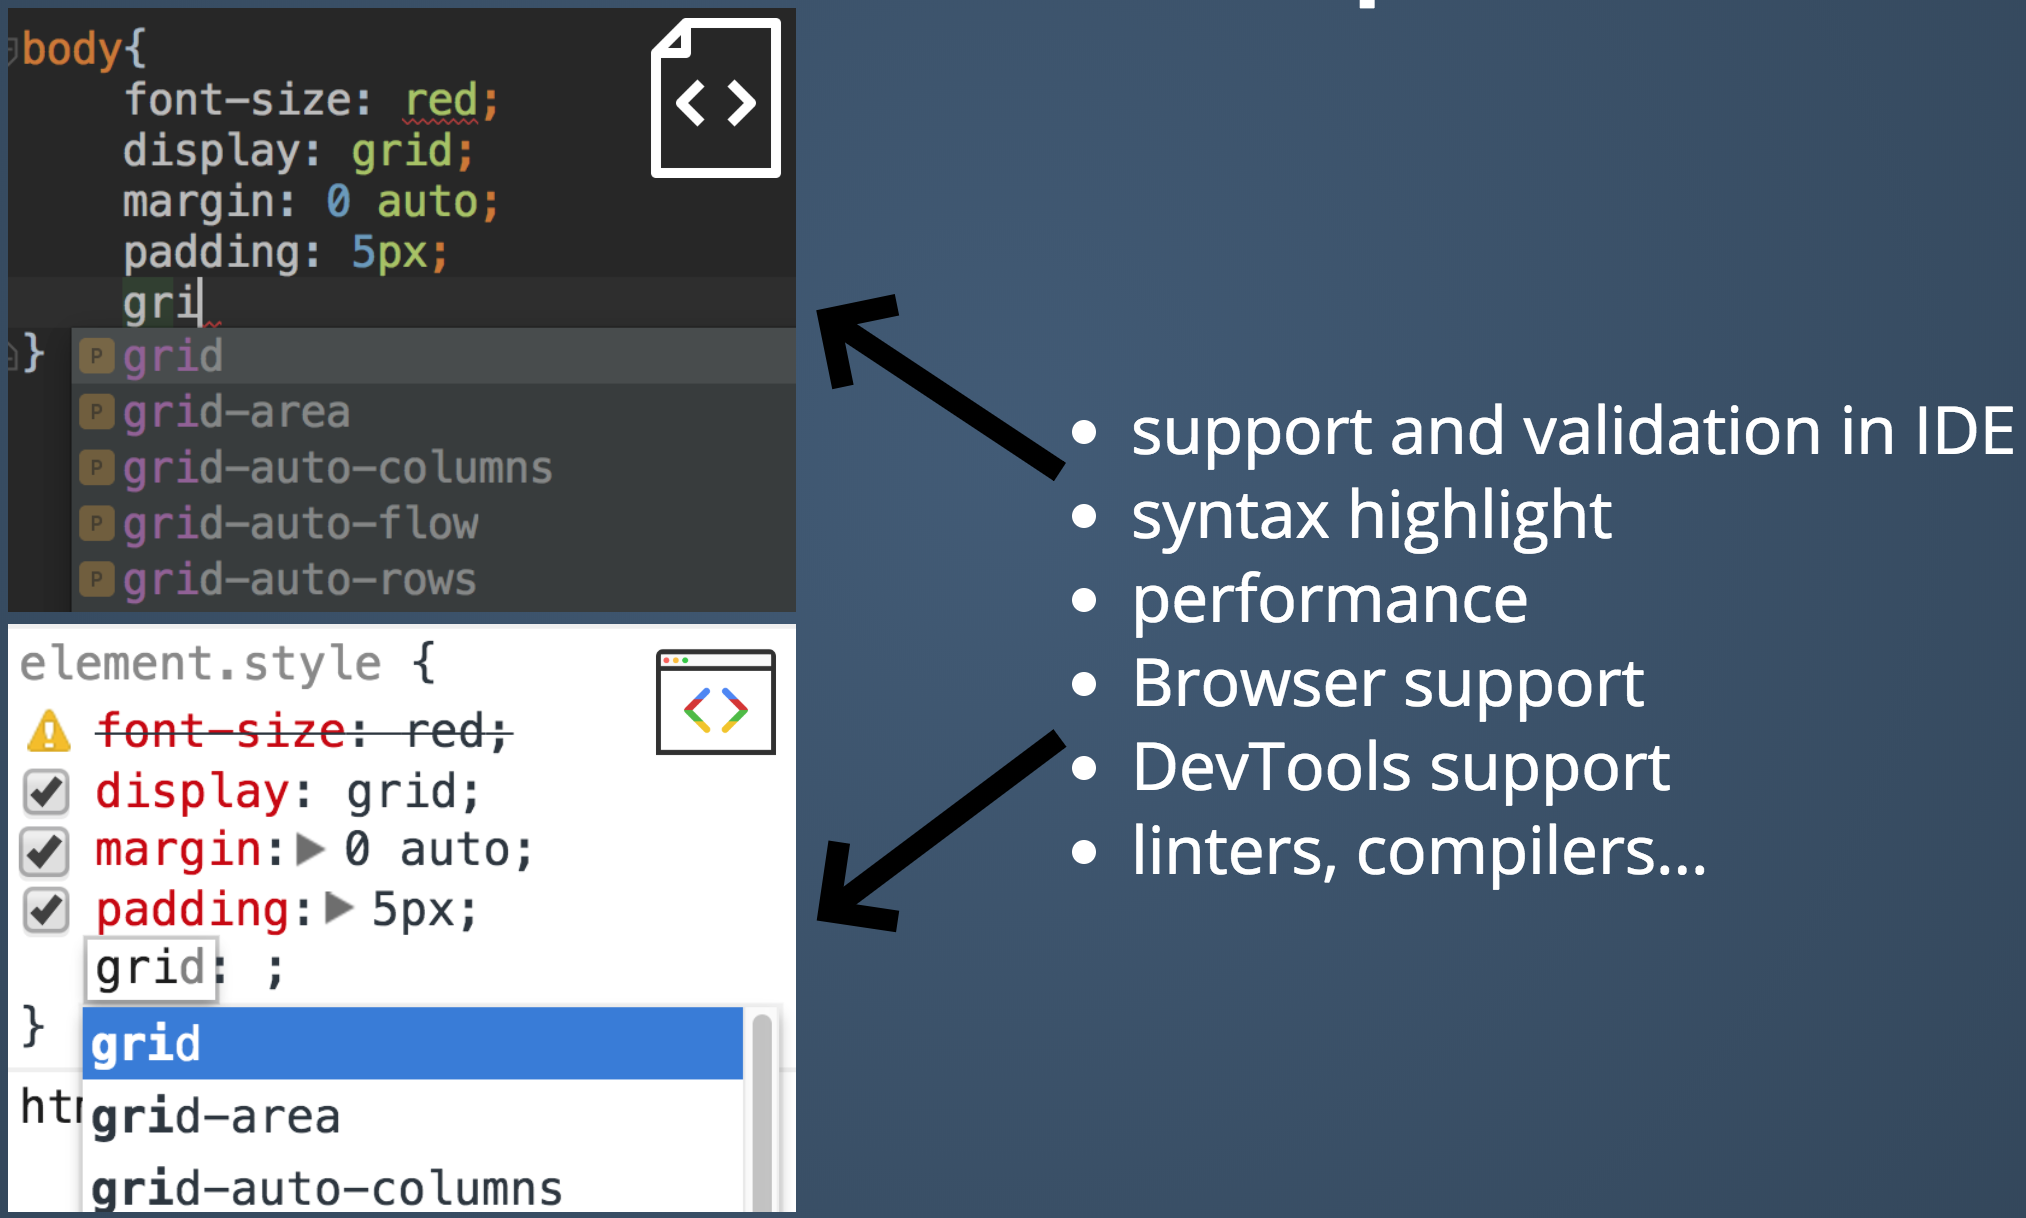 body{
font-size: red;
display: grid;
margin: 0 auto;
padding: 5px;
gri
}
P grid
P grid-area
P grid-auto-columns
P grid-auto-flow
P grid-auto-rows
element.style {
font-size: red;
display: grid;
margin: 0 auto;
padding: 5px;
grid: ;
}
grid
grid-area
grid-auto-columns
• support and validation in IDE
• syntax highlight
• performance
• Browser support
• DevTools support
• linters, compilers...